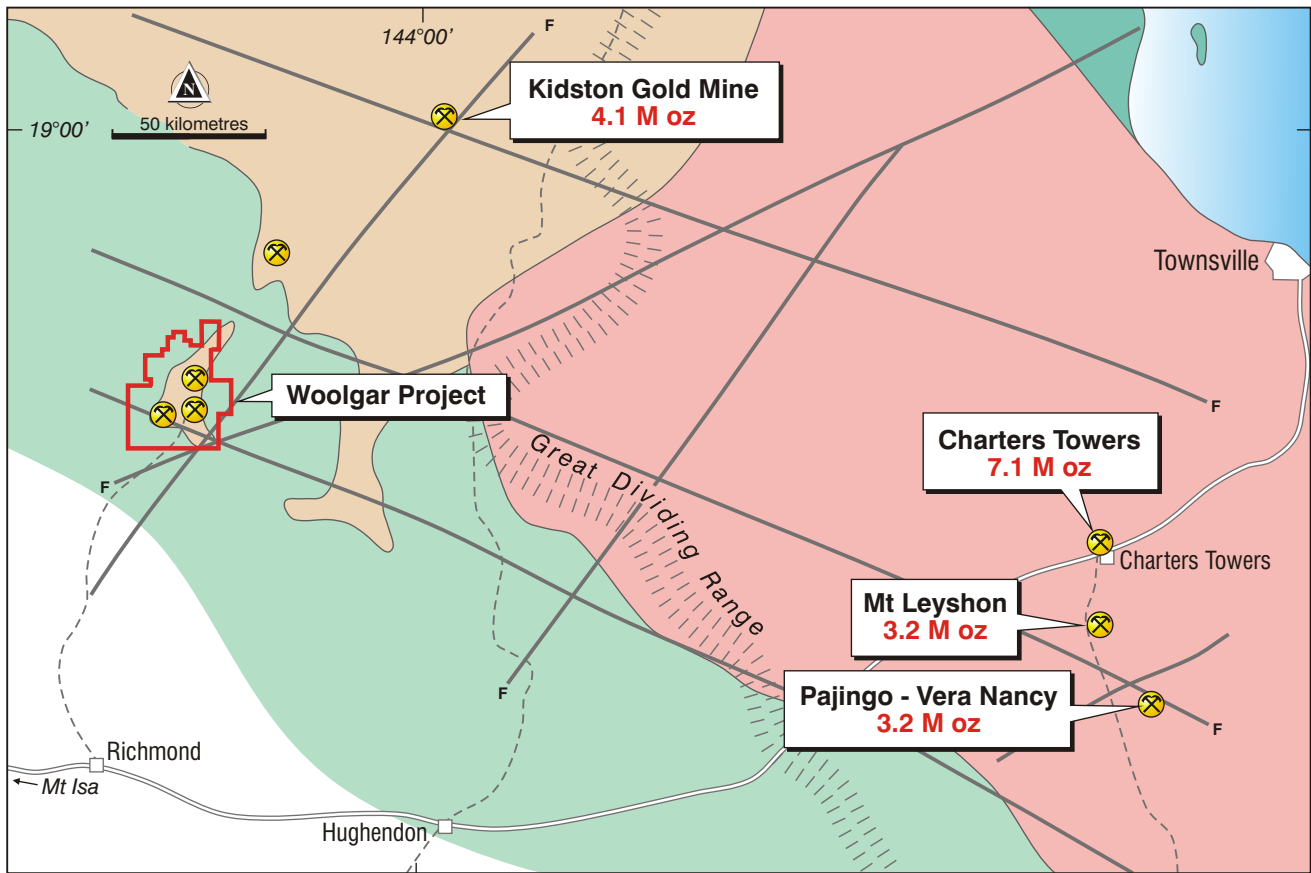 144°00'
F
N
Kidston Gold Mine
4.1 M oz
50 kilometres
19°00'
Townsville
Woolgar Project
F
Charters Towers
7.1 M oz
Great Dividing Range
F
Charters Towers
Mt Leyshon
3.2 M oz
Pajingo - Vera Nancy
3.2 M oz
F
F
Richmond
Mt Isa
Hughendon